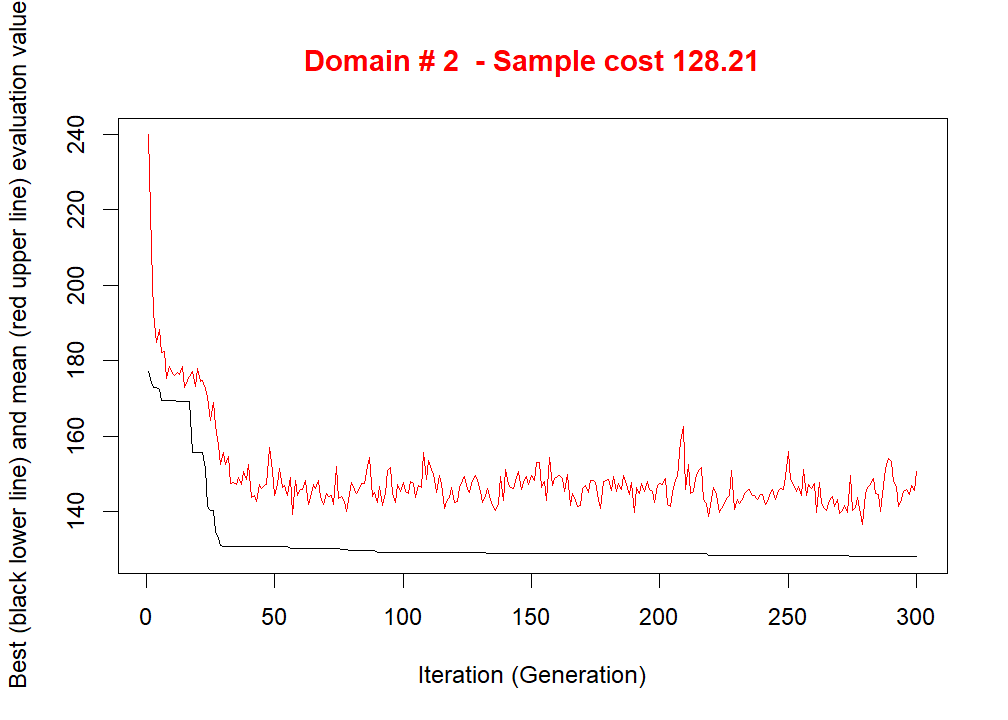 Domain # 2  - Sample cost 128.21
Best (black lower line) and mean (red upper line) evaluation value
240
220
200
180
160
140
0 50 100 150 200 250 300
Iteration (Generation)